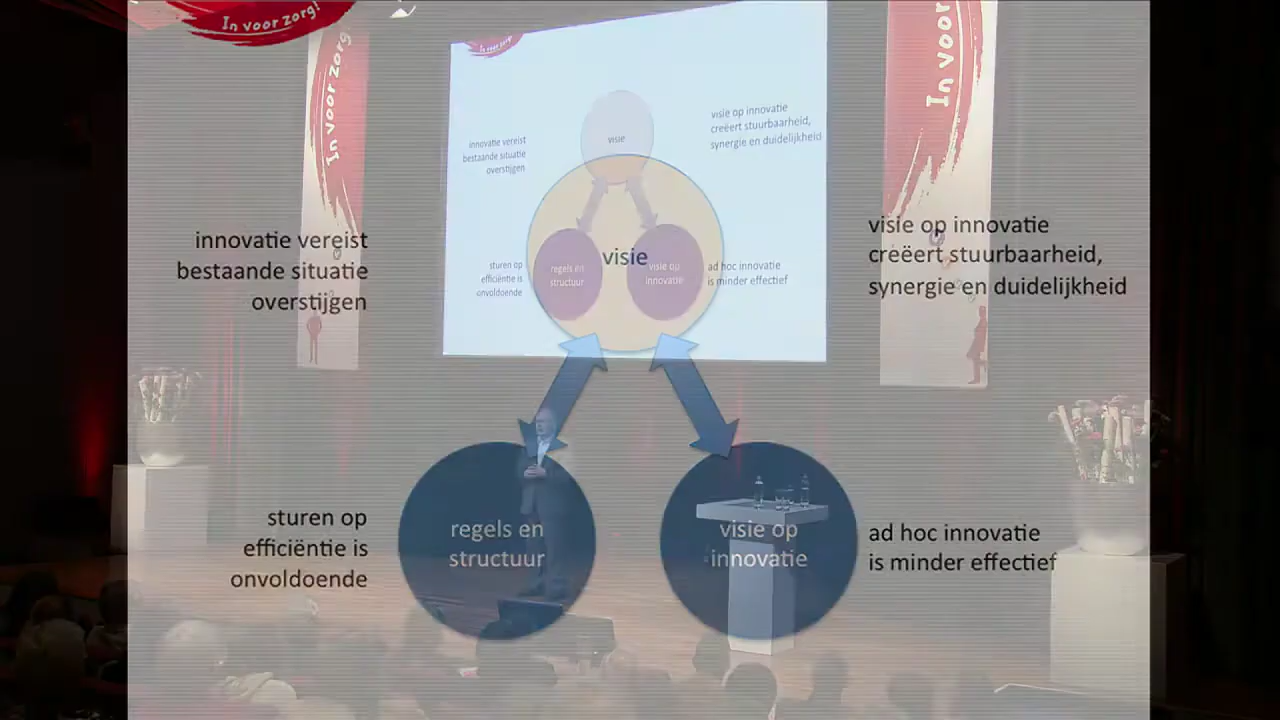 In voor zorg!
In voor zorg
In voor
In voor zorg!
visie
innovatie vereist
bestaande situatie
overstijgen
visie op innovatie
creëert stuurbaarheid,
synergie en duidelijkheid
sturen op
efficiëntie is
onvoldoende
regels en
structuur
visie op
innovatie
ad hoc innovatie
is minder effectief
innovatie vereist
bestaande situatie
overstijgen
visie
visie op innovatie
creëert stuurbaarheid,
synergie en duidelijkheid
sturen op
efficiëntie is
onvoldoende
regels en
structuur
visie op
innovatie
ad hoc innovatie
is minder effectief